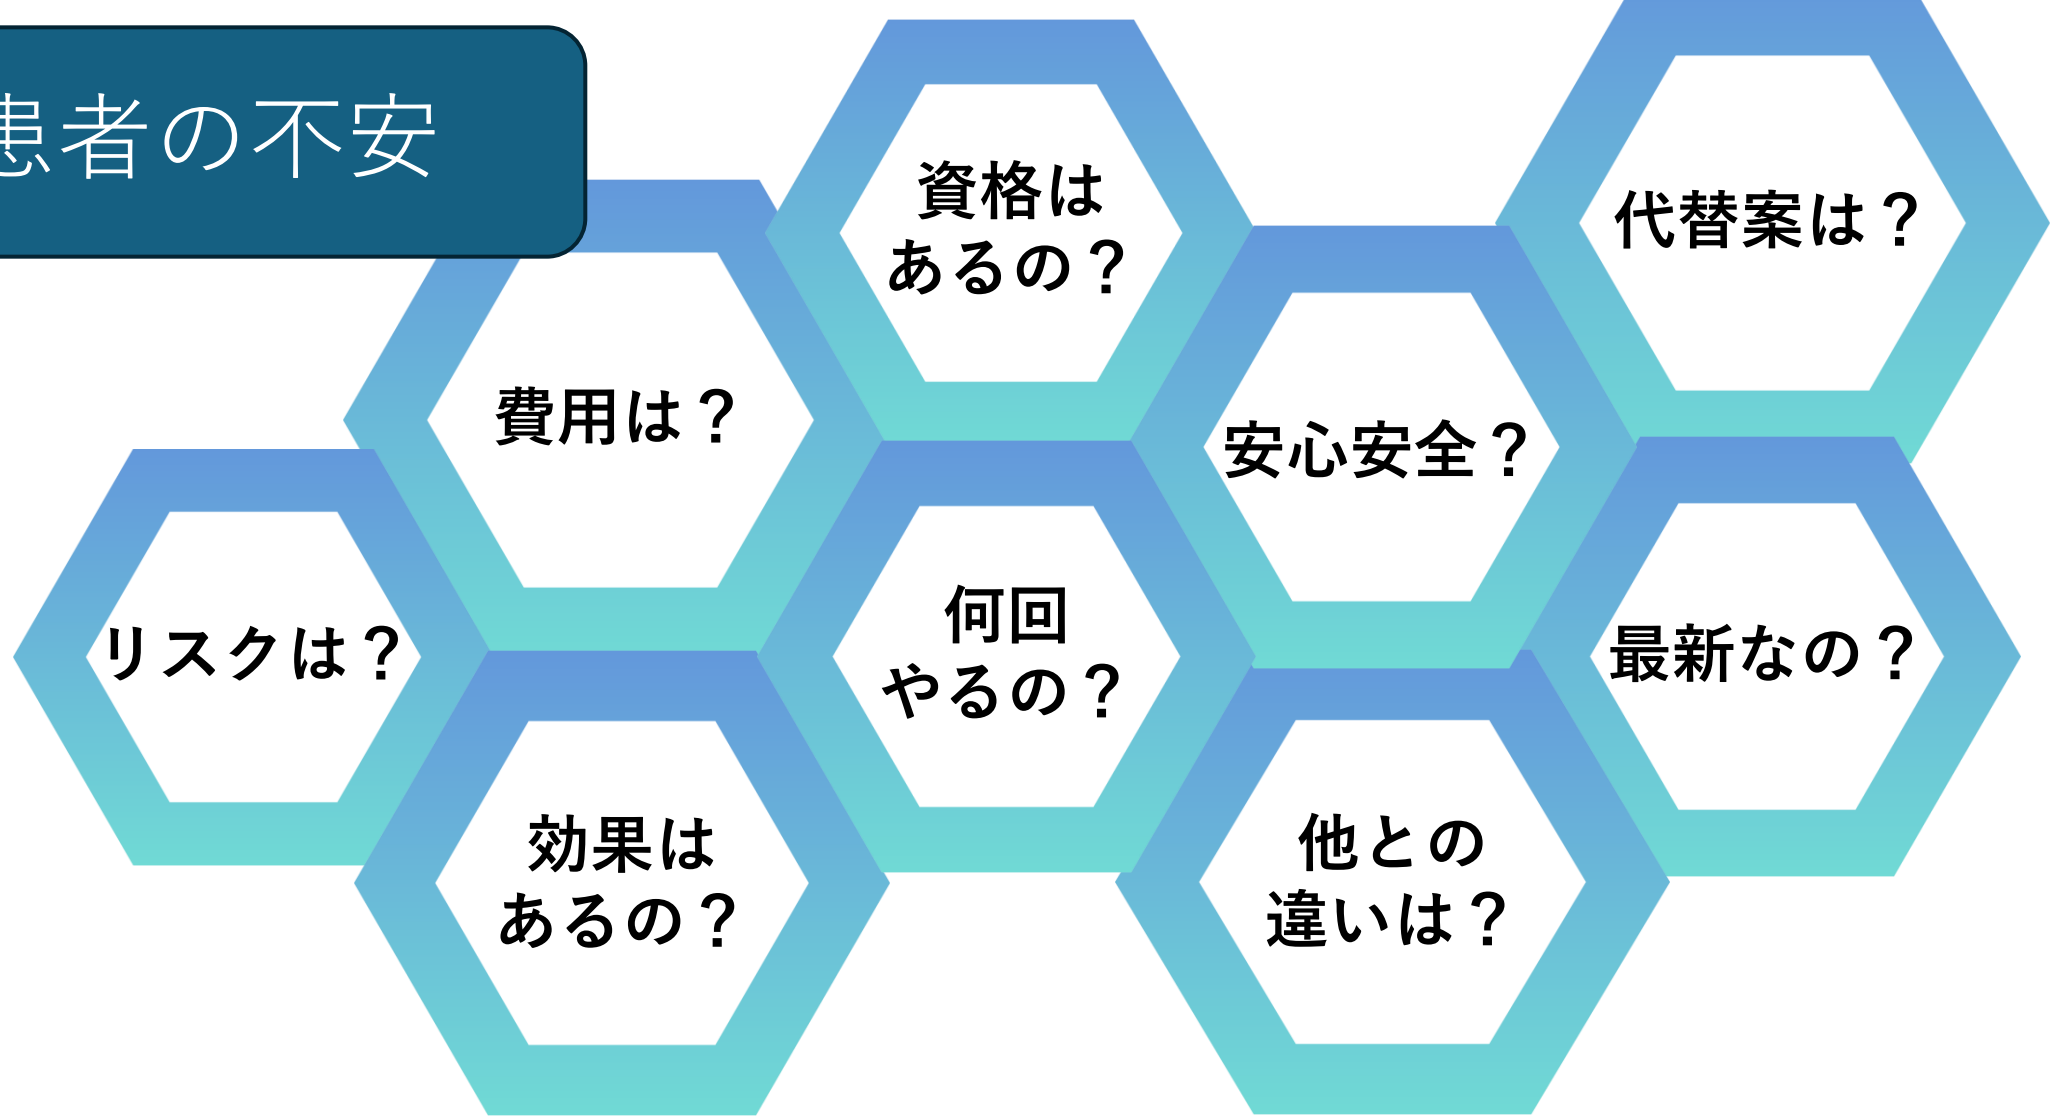 患者の不安
資格は
あるの？
代替案は？
費用は？
安心安全？
リスクは？
何回
やるの？
最新なの？
効果は
あるの？
他との
違いは？